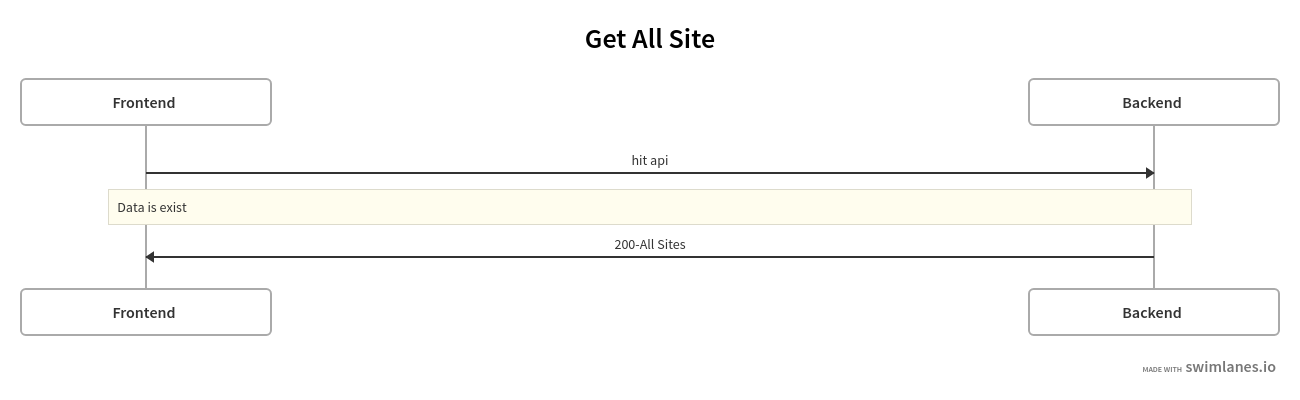 Get All Site
Frontend
Backend
hit api
Data is exist
200-All Sites
Frontend
Backend
MADE WITH swimlanes.io